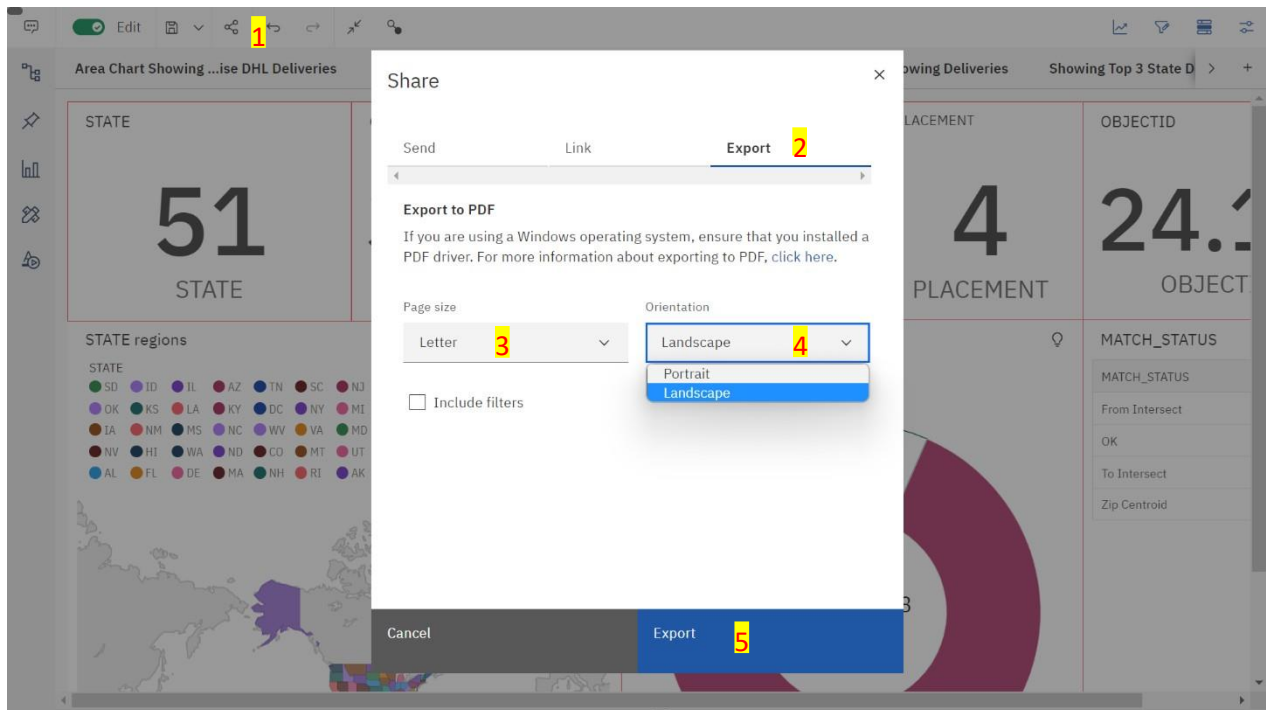 Edit
1
Area Chart Showing ...ise DHL Deliveries
owing Deliveries
Showing Top 3 State D
Share
Send
Link
Export
2
Export to PDF
If you are using a Windows operating system, ensure that you installed a
PDF driver. For more information about exporting to PDF, click here.
Page size
Orientation
Letter
3
Landscape
4
Portrait
Landscape
Include filters
Cancel
Export
5
STATE
51
STATE
LACEMENT
4
PLACEMENT
OBJECTID
24.1
OBJECT
STATE regions
STATE
SD ID IL AZ TN SC NJ
OK KS LA KY DC NY MI
IA NM MS NC WV VA MD
NV HI WA ND CO MT UT
AL FL DE MA NH RI AK
3
MATCH_STATUS
MATCH_STATUS
From Intersect
OK
To Intersect
Zip Centroid